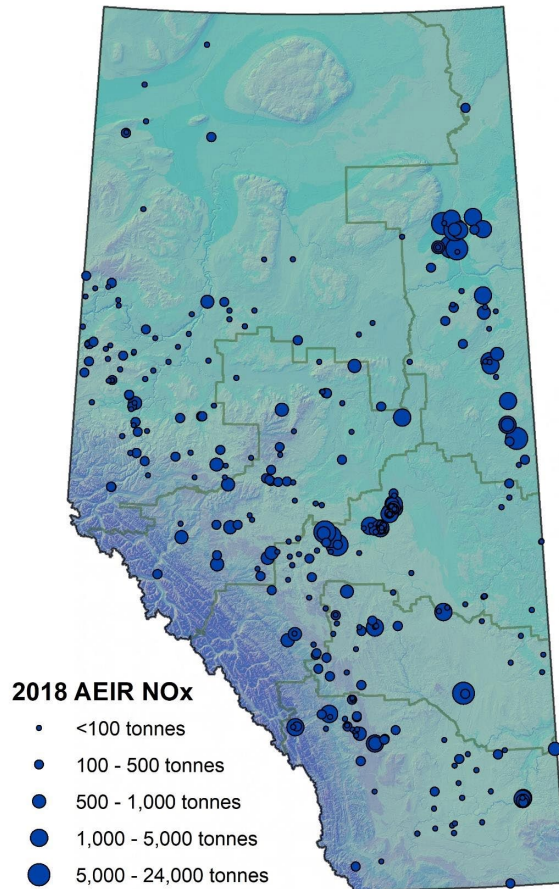 2018 AEIR NOx
<100 tonnes
100 - 500 tonnes
500 - 1,000 tonnes
1,000 - 5,000 tonnes
5,000 - 24,000 tonnes